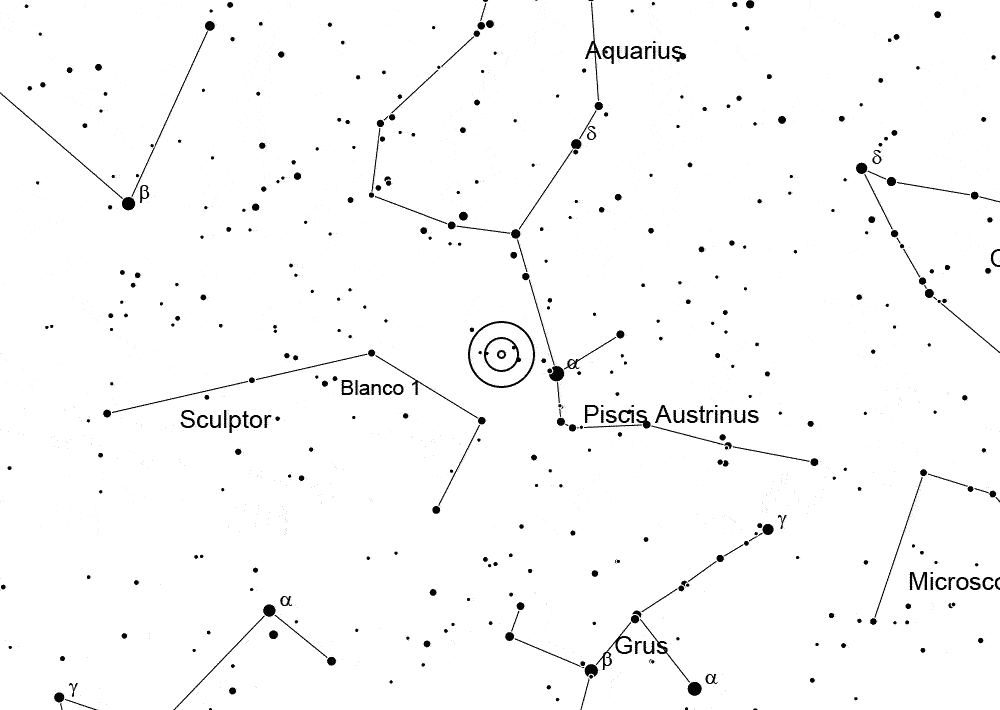 Aquarius
δ
δ
β
C
α
Blanco 1
Piscis Austrinus
Sculptor
γ
Microsco
α
Grus
β
α
γ